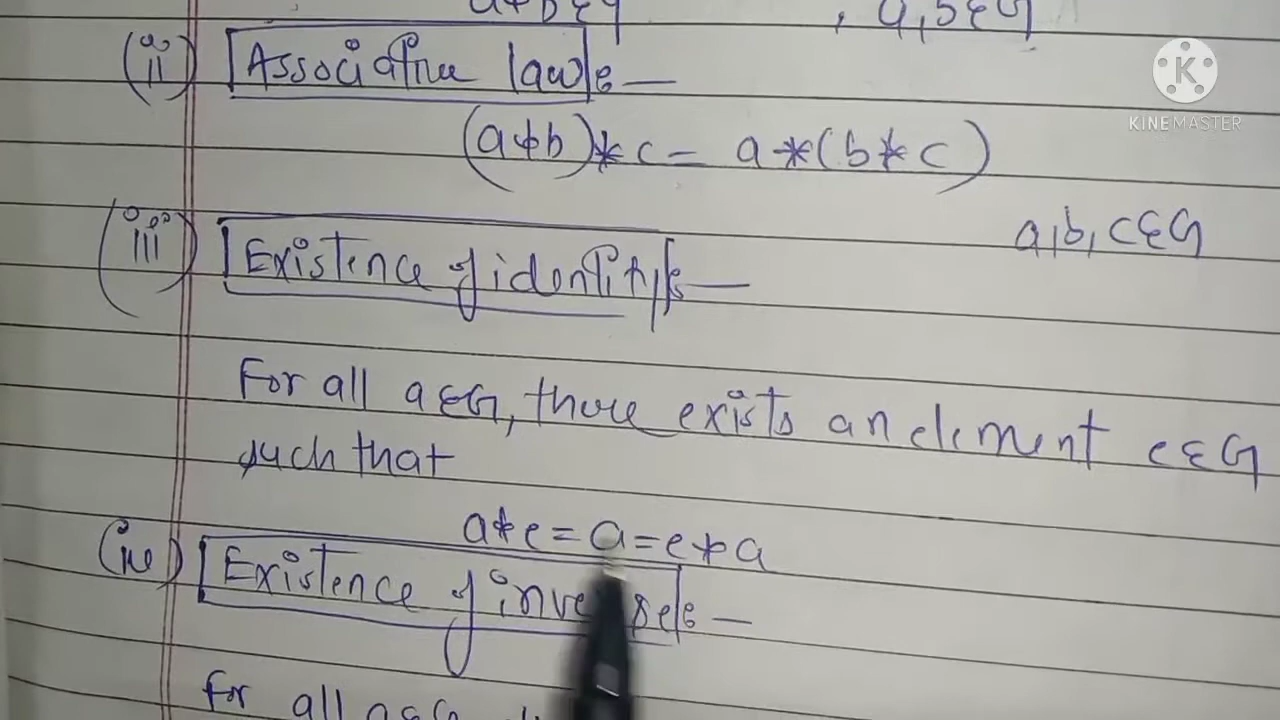 a*b∈G , a,b∈G
(ii) Associative law:—
(a*b)*c = a*(b*c)
a,b,c∈G
(iii) Existence of identity:—
For all a∈G, there exists an element e∈G
such that
a*e = a = e*a
(iv) Existence of inverse:—
For all a∈G
K
KINEMASTER